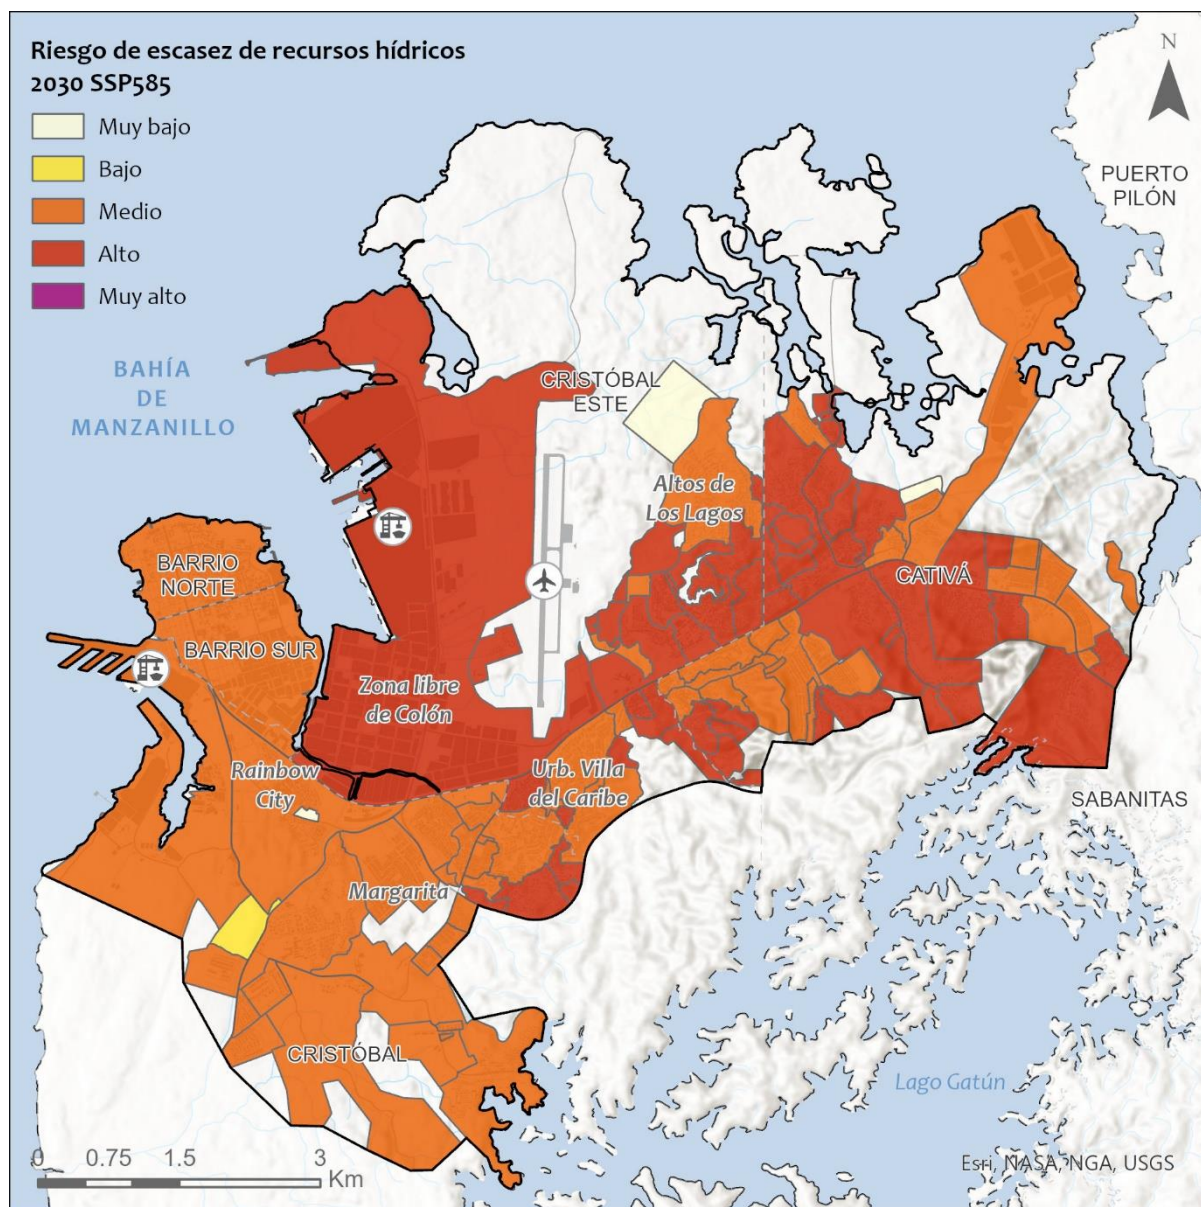 Riesgo de escasez de recursos hídricos
2030 SSP585
Muy bajo
Bajo
Medio
Alto
Muy alto
N
PUERTO
PILÓN
BAHÍA
DE
MANZANILLO
CRISTÓBAL
ESTE
Altos de
Los Lagos
BARRIO
NORTE
CATIVÁ
BARRIO SUR
Zona libre
de Colón
Rainbow
City
Urb. Villa
del Caribe
SABANITAS
Margarita
CRISTÓBAL
Lago Gatún
0 0.75 1.5 3
Km
Esri, NASA, NGA, USGS